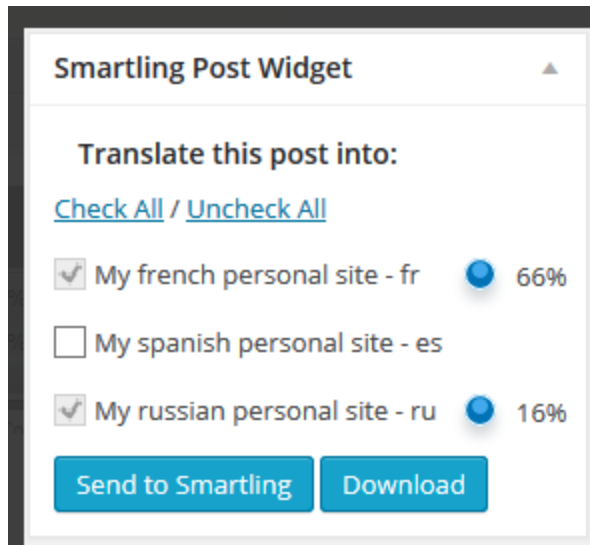 Smartling Post Widget
Translate this post into:
Check All / Uncheck All
My french personal site - fr 66%
My spanish personal site - es
My russian personal site - ru 16%
Send to Smartling Download